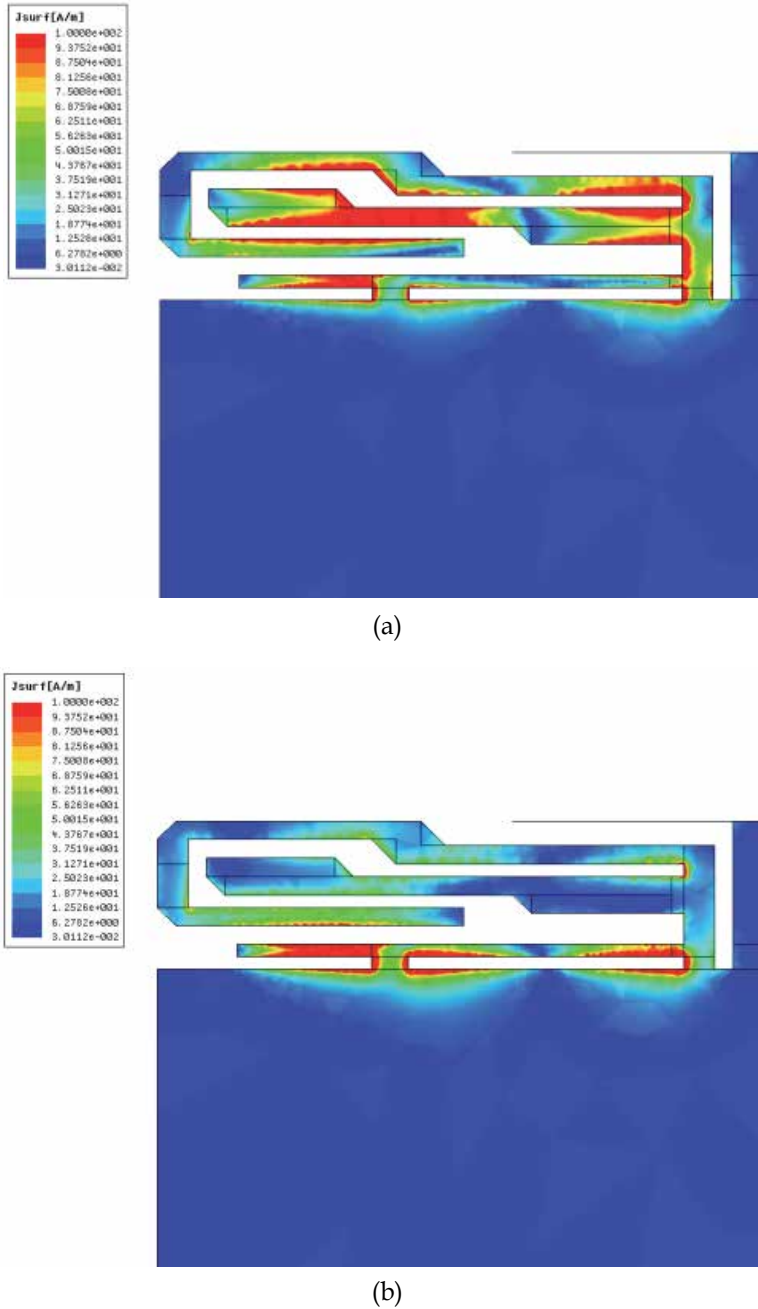 Jsurf[A/m]
1.0000e+002
9.3752e+001
8.7504e+001
8.1256e+001
7.5008e+001
6.8759e+001
6.2511e+001
5.6263e+001
5.0015e+001
4.3767e+001
3.7519e+001
3.1271e+001
2.5023e+001
1.8774e+001
1.2526e+001
6.2782e+000
3.0112e-002
(a)
Jsurf[A/m]
1.0000e+002
9.3752e+001
8.7504e+001
8.1256e+001
7.5008e+001
6.8759e+001
6.2511e+001
5.6263e+001
5.0015e+001
4.3767e+001
3.7519e+001
3.1271e+001
2.5023e+001
1.8774e+001
1.2526e+001
6.2782e+000
3.0112e-002
(b)